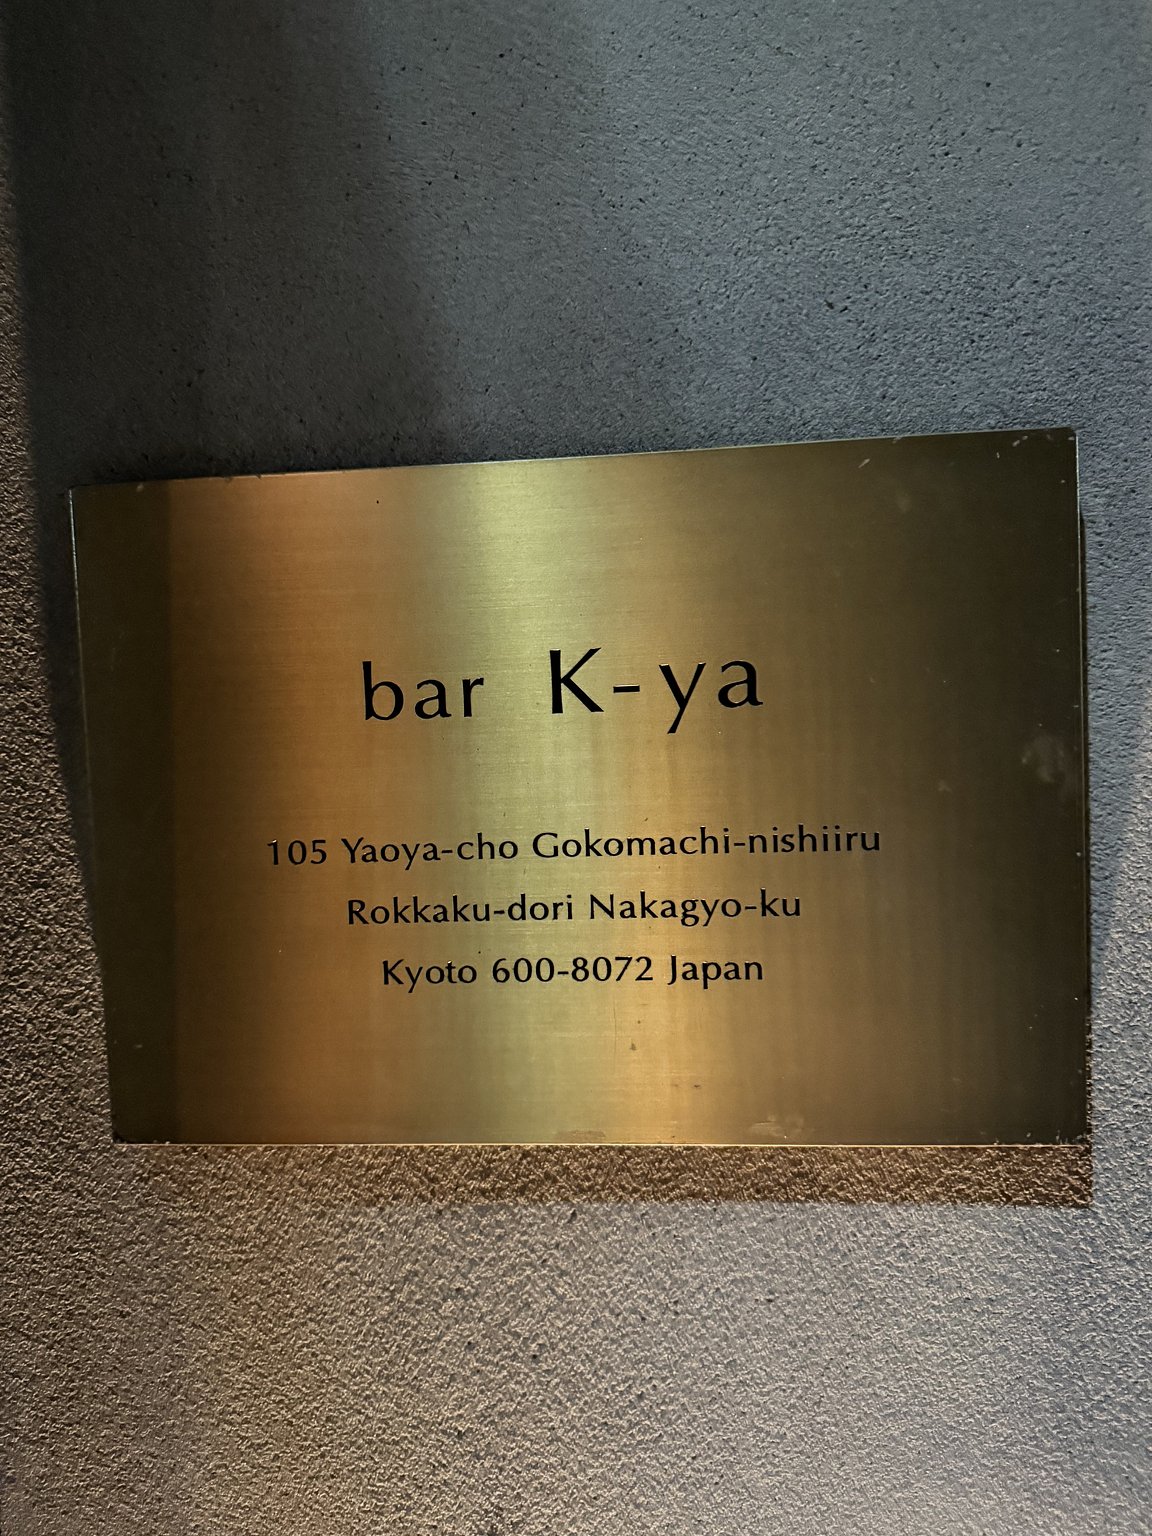 bar K-ya
105 Yaoya-cho Gokomachi-nishiiru
Rokkaku-dori Nakagyo-ku
Kyoto 600-8072 Japan